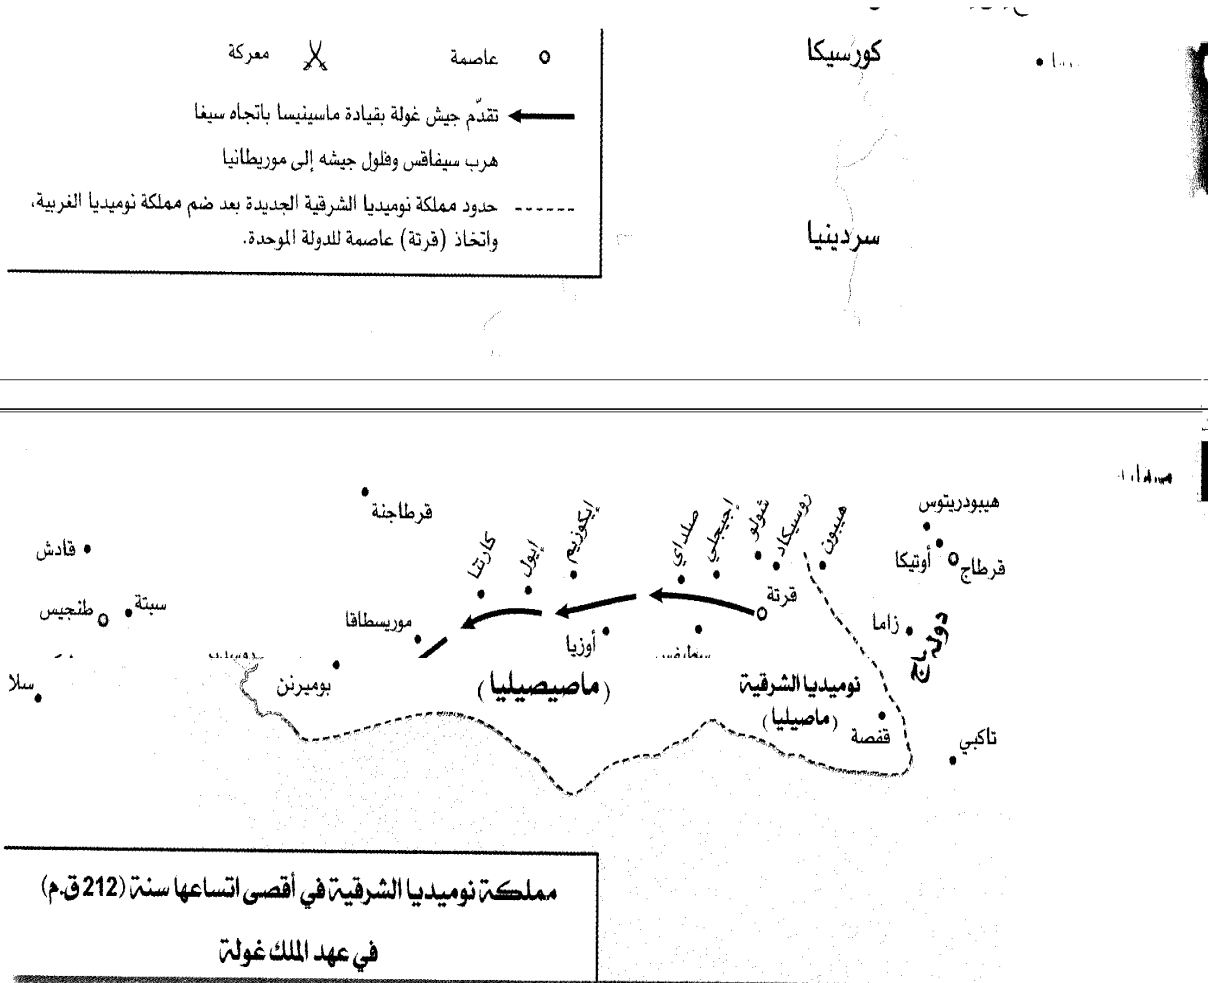 كورسيكا
عاصمة
معركة
تقدّم جيش غولة بقيادة ماسينيسا باتجاه سيغا
هرب سيفاقس وفلول جيشه إلى موريطانيا
حدود مملكة نوميديا الشرقية الجديدة بعد ضم مملكة نوميديا الغربية،
واتخاذ (قرتة) عاصمة للدولة الموحدة.
سردينيا
هيبودريتوس
أوتيكا
قرطاج
هيبون
روسيكاد
شولو
إجيجلي
صلداي
إيكوزيم
إيول
كارتنا
قرطاجنة
قادش
سبتة
طنجيس
قرتة
زاما
دولة
أوزيا
موريسطاقا
بوميرنن
سلا
(ماصيصيليا)
نوميديا الشرقية
(ماصيليا)
قفصة
تاكبي
مملكة نوميديا الشرقية في أقصى اتساعها سنة (212 ق.م)
في عهد الملك غولة